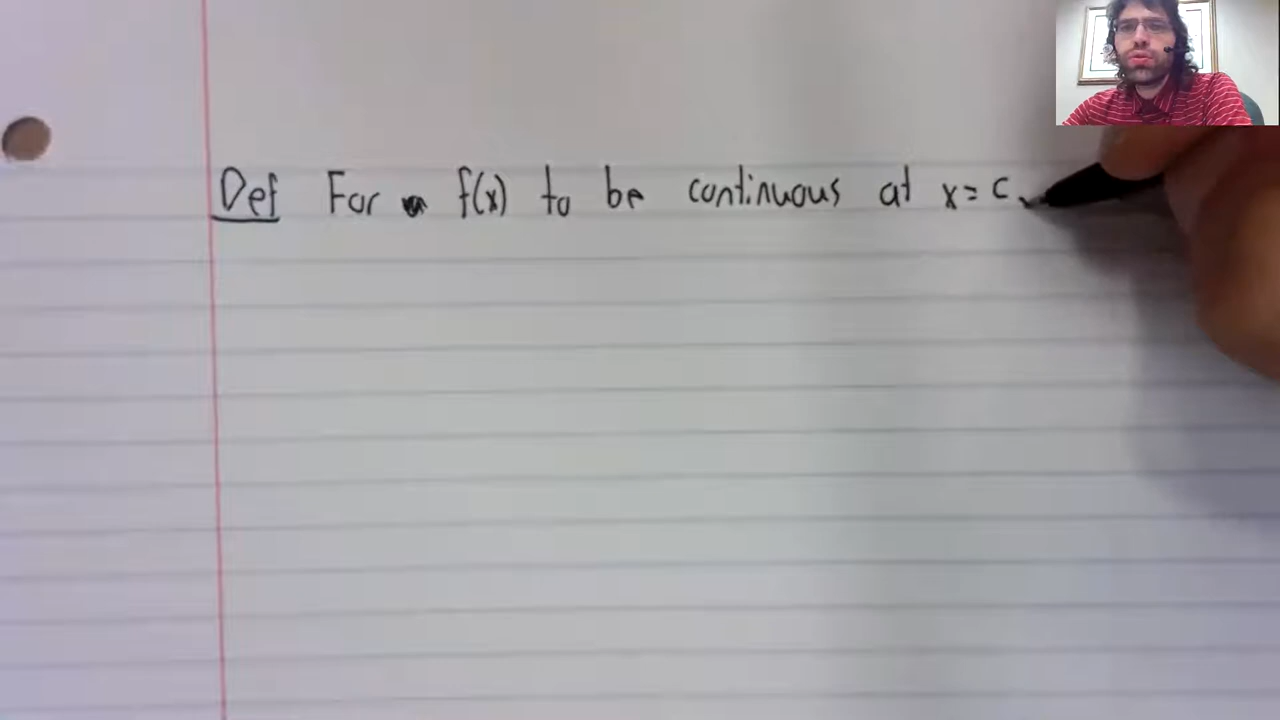 Def For f(x) to be continuous at x = c,